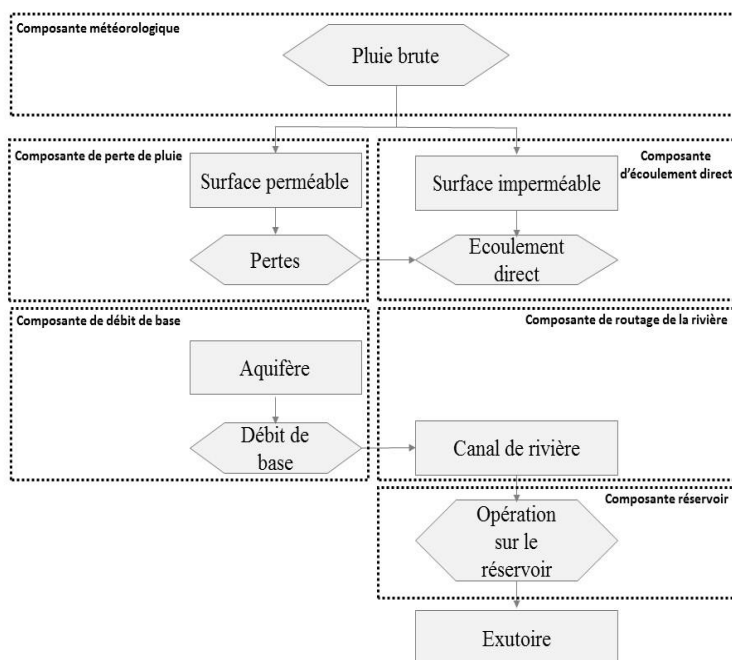 Composante météorologique
Pluie brute
Composante de perte de pluie
Surface perméable
Pertes
Composante
d'écoulement direct
Surface imperméable
Ecoulement
direct
Composante de débit de base
Aquifère
Débit de
base
Composante de routage de la rivière
Canal de rivière
Composante réservoir
Opération
sur le
réservoir
Exutoire